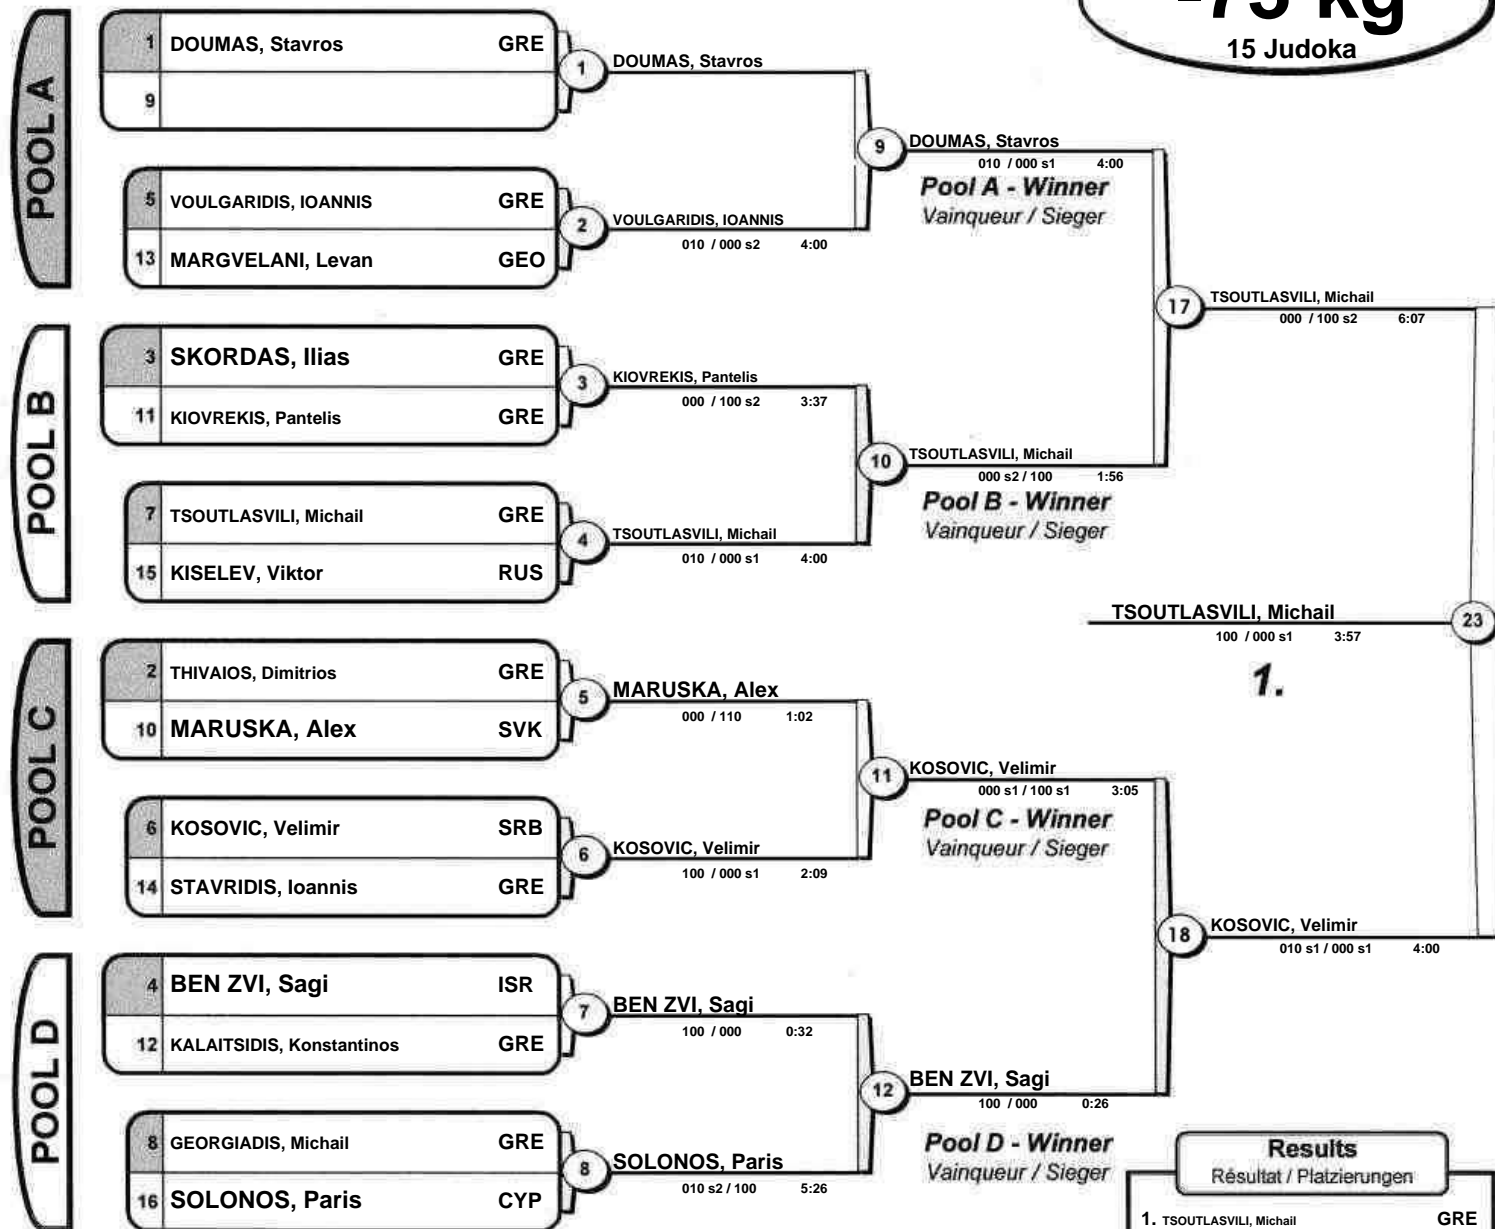 -73 kg
15 Judoka
POOL A
1 DOUMAS, Stavros GRE
9
1 DOUMAS, Stavros
5 VOULGARIDIS, IOANNIS GRE
13 MARGVELANI, Levan GEO
2 VOULGARIDIS, IOANNIS
010 / 000 s2 4:00
9 DOUMAS, Stavros
010 / 000 s1 4:00
Pool A - Winner
Vainqueur / Sieger
POOL B
3 SKORDAS, Ilias GRE
11 KIOVREKIS, Pantelis GRE
3 KIOVREKIS, Pantelis
000 / 100 s2 3:37
7 TSOUTLASVILI, Michail GRE
15 KISELEV, Viktor RUS
4 TSOUTLASVILI, Michail
010 / 000 s1 4:00
10 TSOUTLASVILI, Michail
000 s2 / 100 1:56
Pool B - Winner
Vainqueur / Sieger
17 TSOUTLASVILI, Michail
000 / 100 s2 6:07
TSOUTLASVILI, Michail 23
100 / 000 s1 3:57
1.
POOL C
2 THIVAIOS, Dimitrios GRE
10 MARUSKA, Alex SVK
5 MARUSKA, Alex
000 / 110 1:02
6 KOSOVIC, Velimir SRB
14 STAVRIDIS, Ioannis GRE
6 KOSOVIC, Velimir
100 / 000 s1 2:09
11 KOSOVIC, Velimir
000 s1 / 100 s1 3:05
Pool C - Winner
Vainqueur / Sieger
18 KOSOVIC, Velimir
010 s1 / 000 s1 4:00
POOL D
4 BEN ZVI, Sagi ISR
12 KALAITSIDIS, Konstantinos GRE
7 BEN ZVI, Sagi
100 / 000 0:32
8 GEORGIADIS, Michail GRE
16 SOLONOS, Paris CYP
8 SOLONOS, Paris
010 s2 / 100 5:26
12 BEN ZVI, Sagi
100 / 000 0:26
Pool D - Winner
Vainqueur / Sieger
Results
Résultat / Platzierungen
1. TSOUTLASVILI, Michail GRE